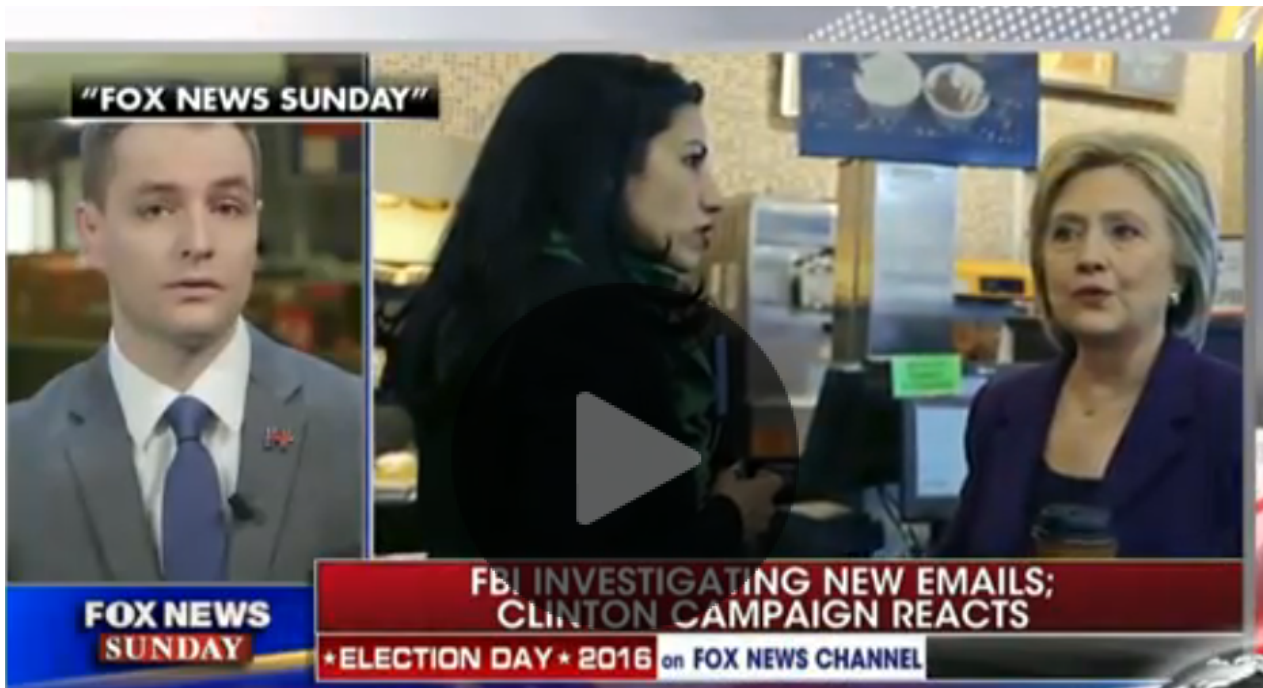 "FOX NEWS SUNDAY"
FBI INVESTIGATING NEW EMAILS;
CLINTON CAMPAIGN REACTS
FOX NEWS
SUNDAY
★ELECTION DAY★2016 on FOX NEWS CHANNEL